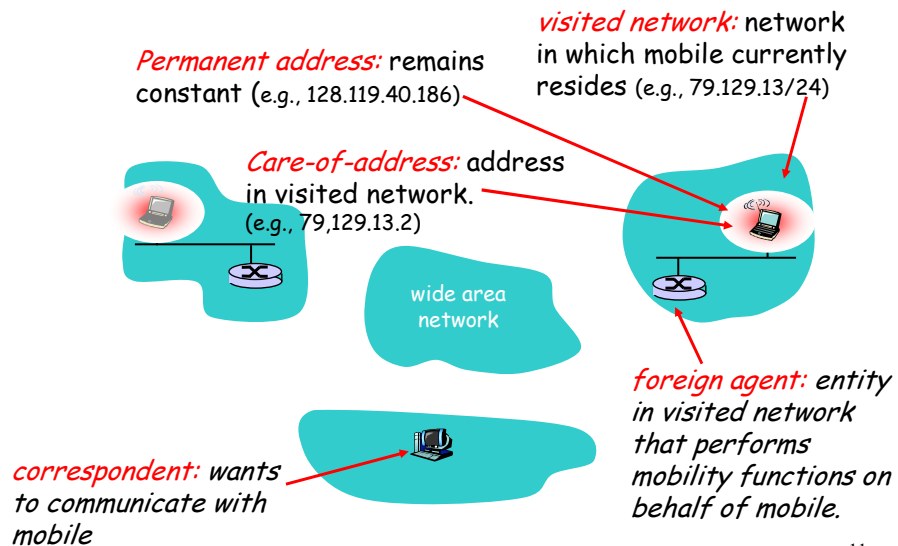 Permanent address: remains
constant (e.g., 128.119.40.186)
visited network: network
in which mobile currently
resides (e.g., 79.129.13/24)
Care-of-address: address
in visited network.
(e.g., 79,129.13.2)
wide area
network
foreign agent: entity
in visited network
that performs
mobility functions on
behalf of mobile.
correspondent: wants
to communicate with
mobile